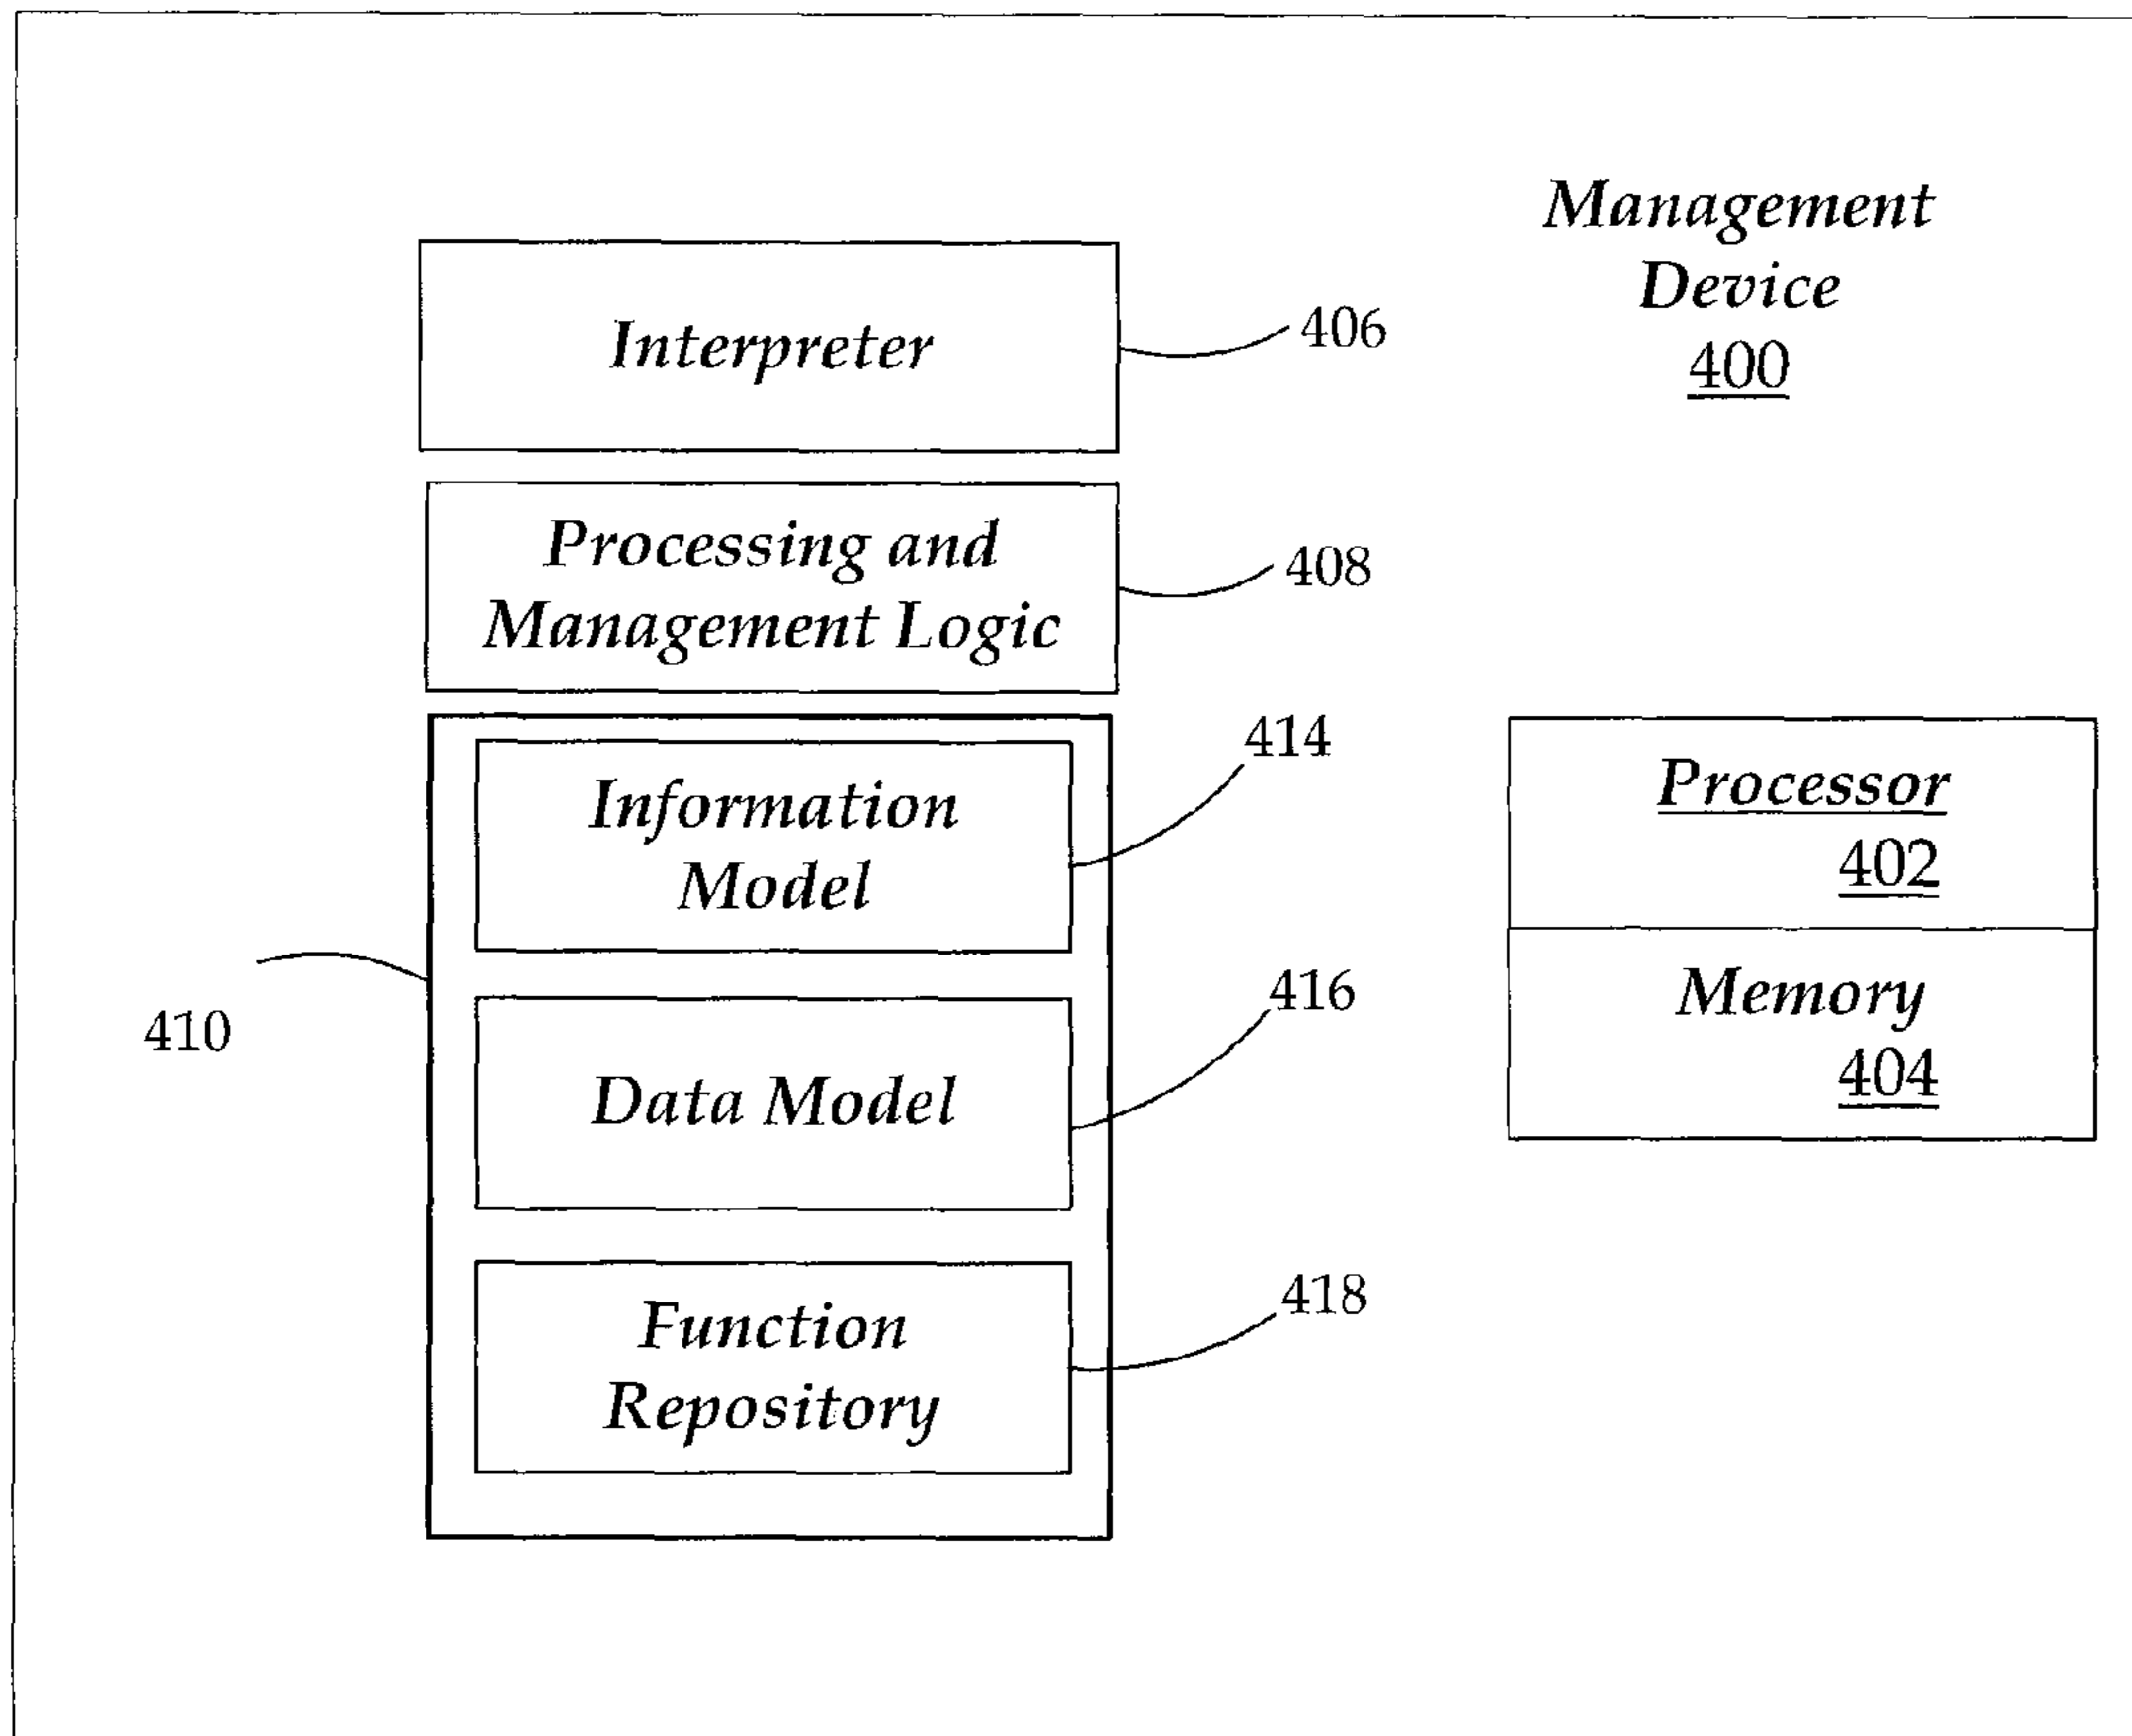 Management
Device
400
Interpreter
406
Processing and
Management Logic
408
410
Information
Model
414
Data Model
416
Function
Repository
418
Processor
402
Memory
404